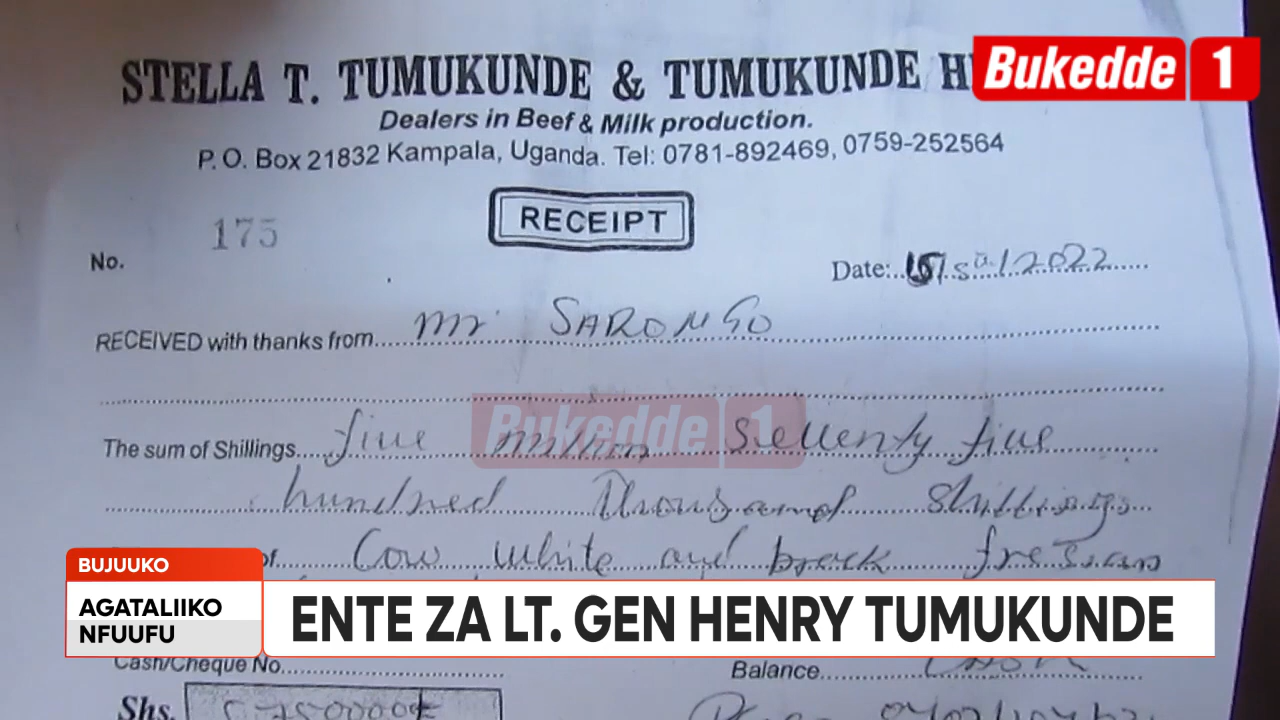 STELLA T. TUMUKUNDE & TUMUKUNDE H
Bukedde 1
Dealers in Beef & Milk production.
P. O. Box 21832 Kampala, Uganda. Tel: 0781-892469, 0759-252564
RECEIPT
No. 175
Date:
2022
RECEIVED with thanks from Mr SARONGO
Bukedde 1
The sum of Shillings five million seventy five
hundred Thousand shillings
of Cow white and
BUJUUKO
AGATALIIKO
NFUUFU
ENTE ZA LT. GEN HENRY TUMUKUNDE
Cash/Cheque No.
Balance
Shs.